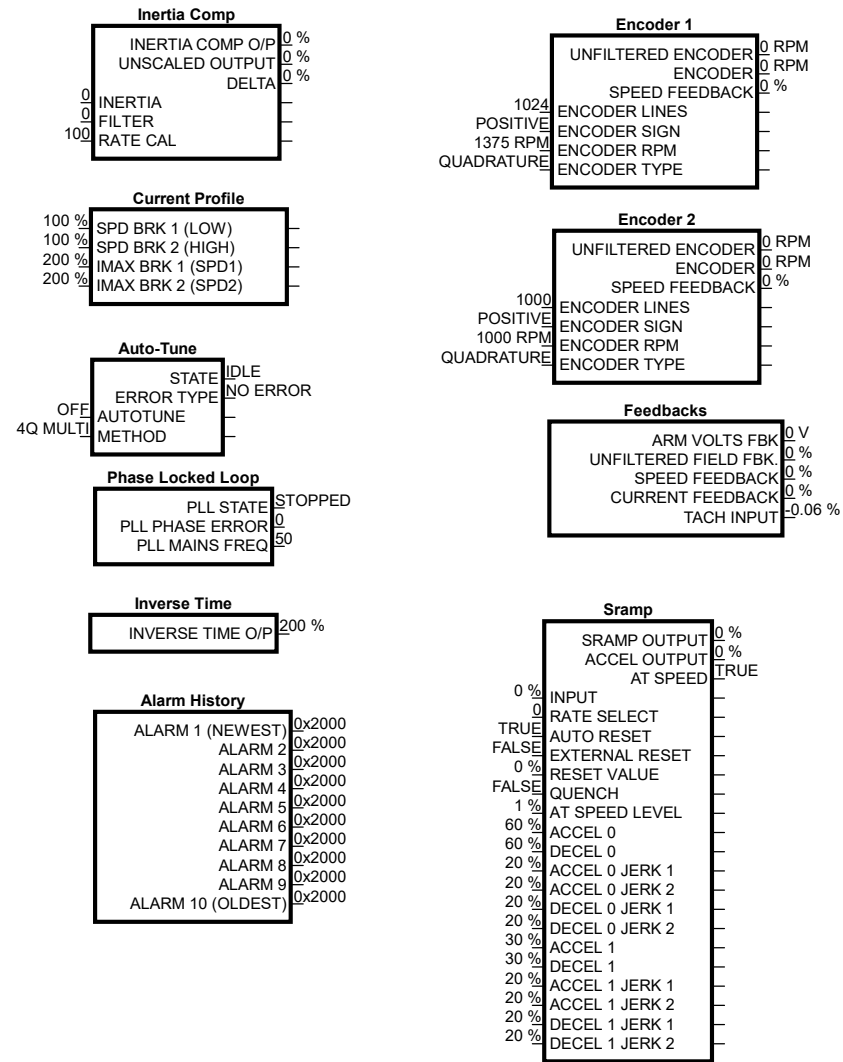 Inertia Comp
INERTIA COMP O/P 0 %
UNSCALED OUTPUT 0 %
DELTA 0 %
0 INERTIA
0 FILTER
100 RATE CAL
Current Profile
100 % SPD BRK 1 (LOW)
100 % SPD BRK 2 (HIGH)
200 % IMAX BRK 1 (SPD1)
200 % IMAX BRK 2 (SPD2)
Auto-Tune
STATE IDLE
ERROR TYPE NO ERROR
OFF AUTOTUNE
4Q MULTI METHOD
Phase Locked Loop
PLL STATE STOPPED
PLL PHASE ERROR 0
PLL MAINS FREQ 50
Inverse Time
INVERSE TIME O/P 200 %
Alarm History
ALARM 1 (NEWEST) 0x2000
ALARM 2 0x2000
ALARM 3 0x2000
ALARM 4 0x2000
ALARM 5 0x2000
ALARM 6 0x2000
ALARM 7 0x2000
ALARM 8 0x2000
ALARM 9 0x2000
ALARM 10 (OLDEST) 0x2000
Encoder 1
UNFILTERED ENCODER 0 RPM
ENCODER 0 RPM
SPEED FEEDBACK 0 %
1024 ENCODER LINES
POSITIVE ENCODER SIGN
1375 RPM ENCODER RPM
QUADRATURE ENCODER TYPE
Encoder 2
UNFILTERED ENCODER 0 RPM
ENCODER 0 RPM
SPEED FEEDBACK 0 %
1000 ENCODER LINES
POSITIVE ENCODER SIGN
1000 RPM ENCODER RPM
QUADRATURE ENCODER TYPE
Feedbacks
ARM VOLTS FBK 0 V
UNFILTERED FIELD FBK. 0 %
SPEED FEEDBACK 0 %
CURRENT FEEDBACK 0 %
TACH INPUT -0.06 %
Sramp
SRAMP OUTPUT 0 %
ACCEL OUTPUT 0 %
AT SPEED TRUE
0 % INPUT
0 RATE SELECT
TRUE AUTO RESET
FALSE EXTERNAL RESET
0 % RESET VALUE
FALSE QUENCH
1 % AT SPEED LEVEL
60 % ACCEL 0
60 % DECEL 0
20 % ACCEL 0 JERK 1
20 % ACCEL 0 JERK 2
20 % DECEL 0 JERK 1
20 % DECEL 0 JERK 2
30 % ACCEL 1
30 % DECEL 1
20 % ACCEL 1 JERK 1
20 % ACCEL 1 JERK 2
20 % DECEL 1 JERK 1
20 % DECEL 1 JERK 2